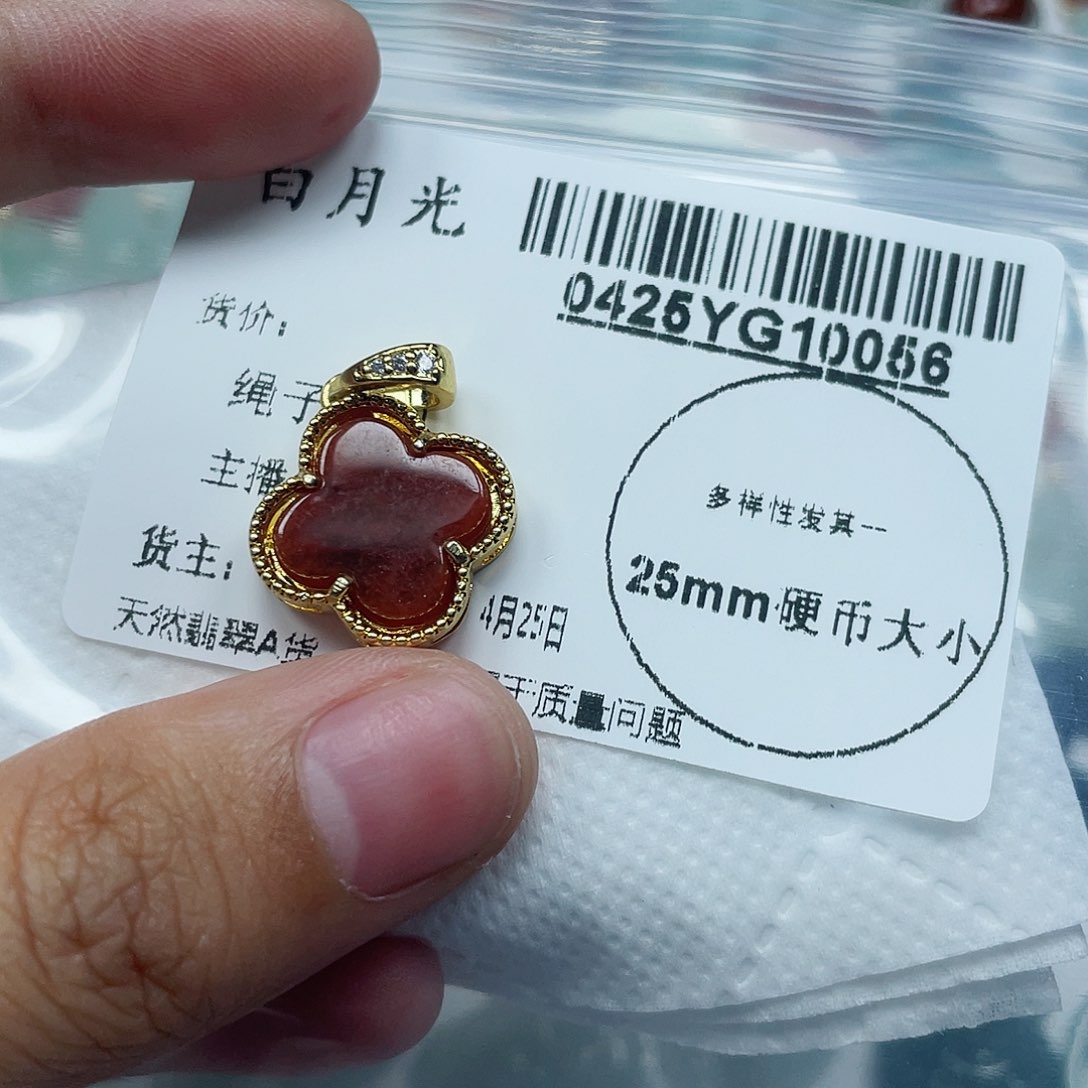 白月光
0425YG10056
货价:
绳子
主播
货主:
天然翡翠A货
4月25日
质量问题
多样性发其一
25mm硬币大小